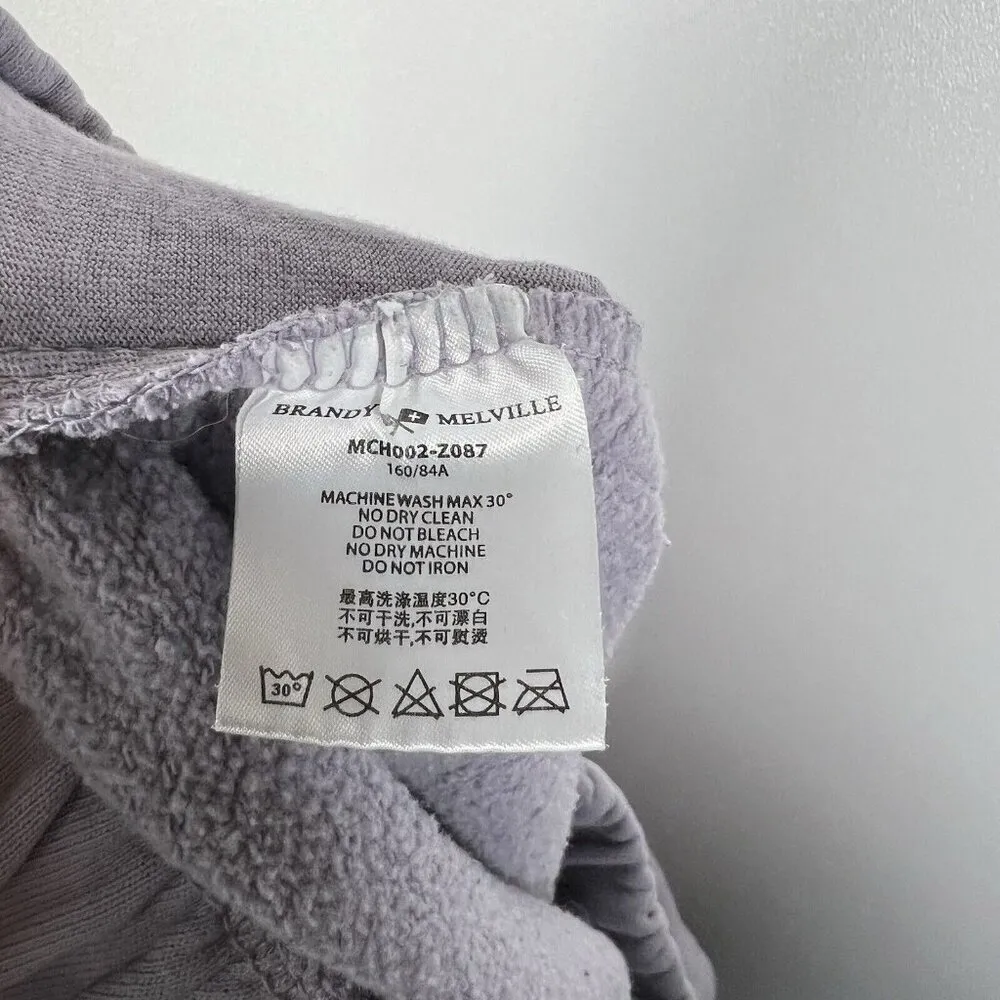 BRANDY MELVILLE
MCH002-Z087
160/84A
MACHINE WASH MAX 30°
NO DRY CLEAN
DO NOT BLEACH
NO DRY MACHINE
DO NOT IRON
最高洗涤温度30°C
不可干洗,不可漂白
不可烘干,不可熨烫
30°